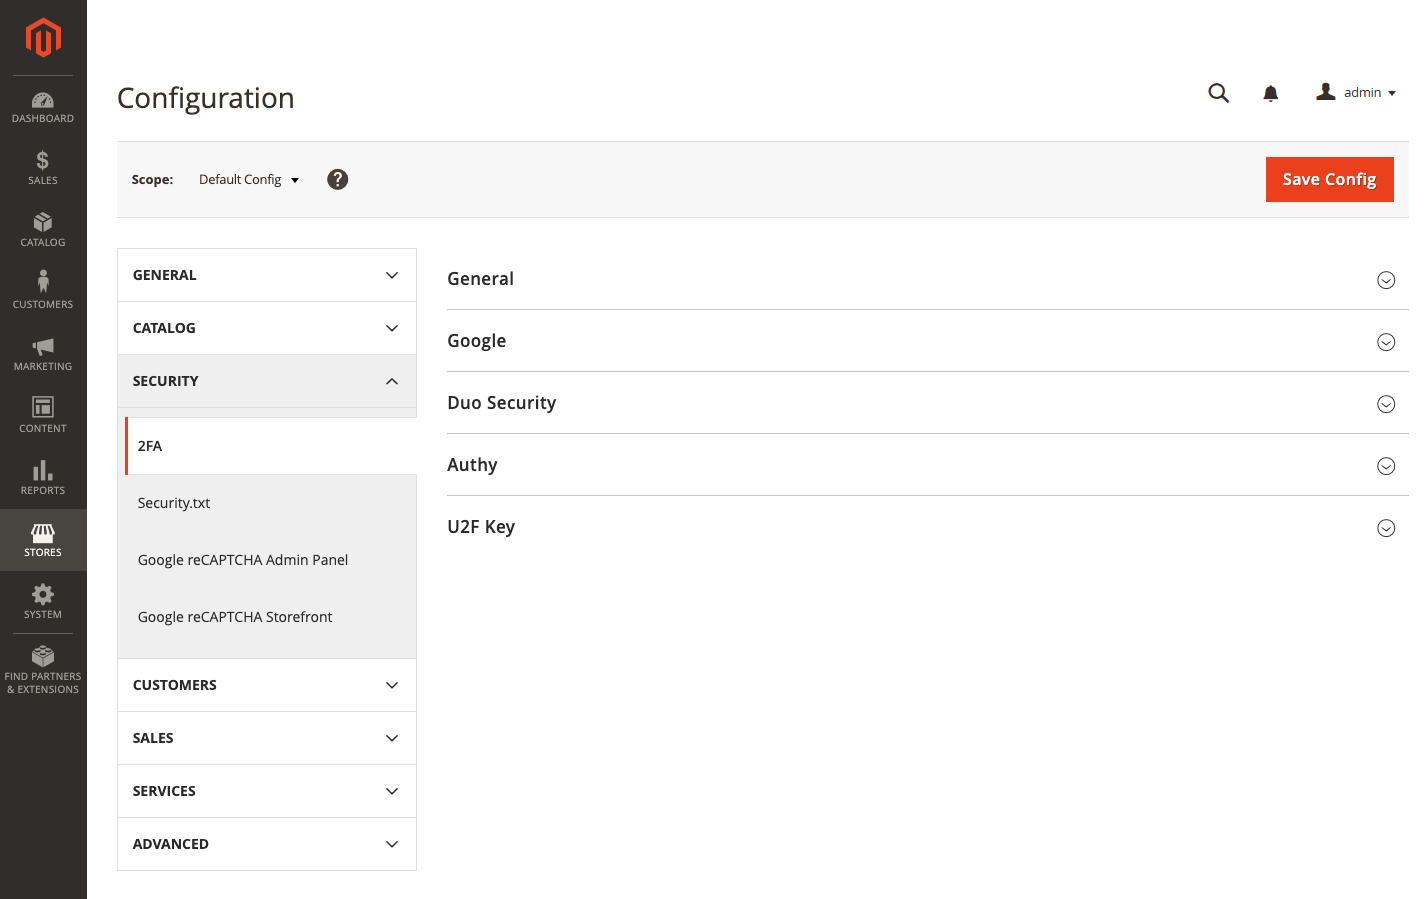 DASHBOARD
SALES
CATALOG
CUSTOMERS
MARKETING
CONTENT
REPORTS
STORES
SYSTEM
FIND PARTNERS
& EXTENSIONS
Configuration
admin
Scope: Default Config ?
Save Config
GENERAL
CATALOG
SECURITY
2FA
Security.txt
Google reCAPTCHA Admin Panel
Google reCAPTCHA Storefront
CUSTOMERS
SALES
SERVICES
ADVANCED
General
Google
Duo Security
Authy
U2F Key